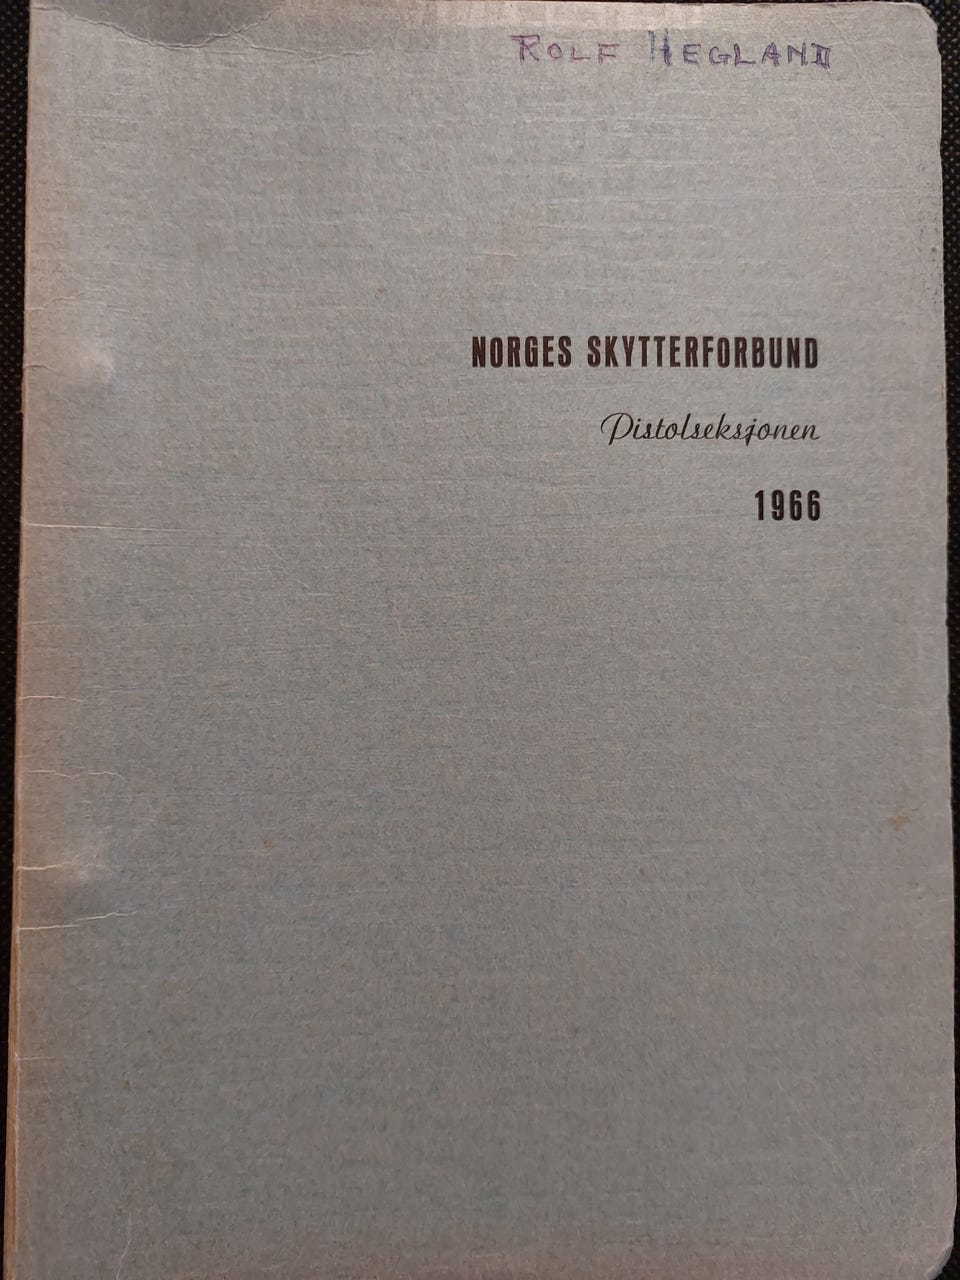 ROLF HEGLAND
NORGES SKYTTERFORBUND
Pistolseksjonen
1966